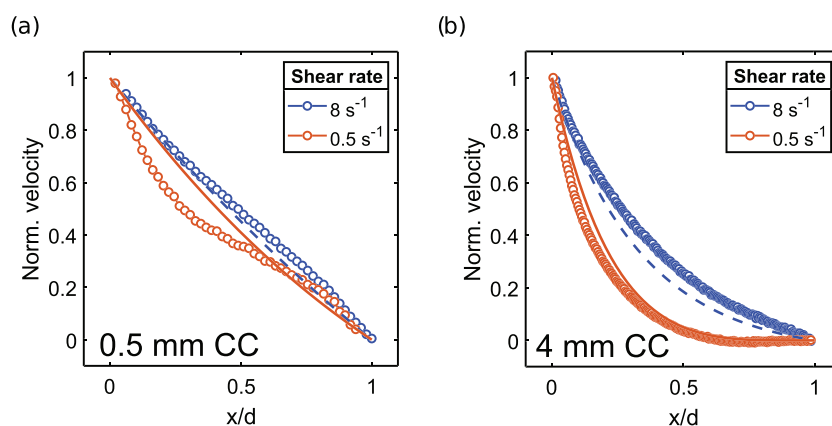 (a)
Shear rate
8 s⁻¹
0.5 s⁻¹
1
0.8
0.6
0.4
0.2
0
Norm. velocity
0.5 mm CC
0
0.5
1
x/d
(b)
Shear rate
8 s⁻¹
0.5 s⁻¹
1
0.8
0.6
0.4
0.2
0
Norm. velocity
4 mm CC
0
0.5
1
x/d